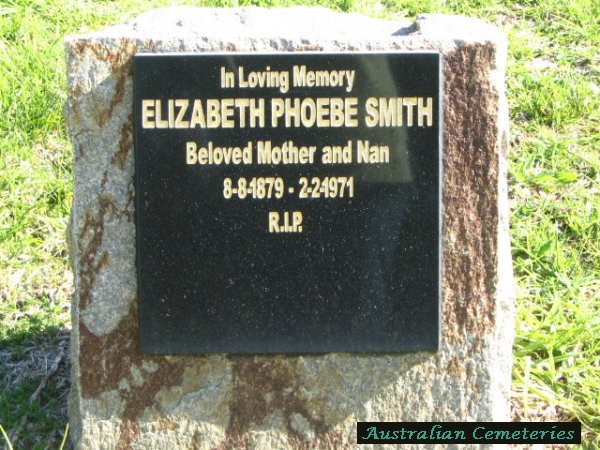 In Loving Memory
ELIZABETH PHOEBE SMITH
Beloved Mother and Nan
8-8-1879 - 2-2-1971
R.I.P.
Australian Cemeteries